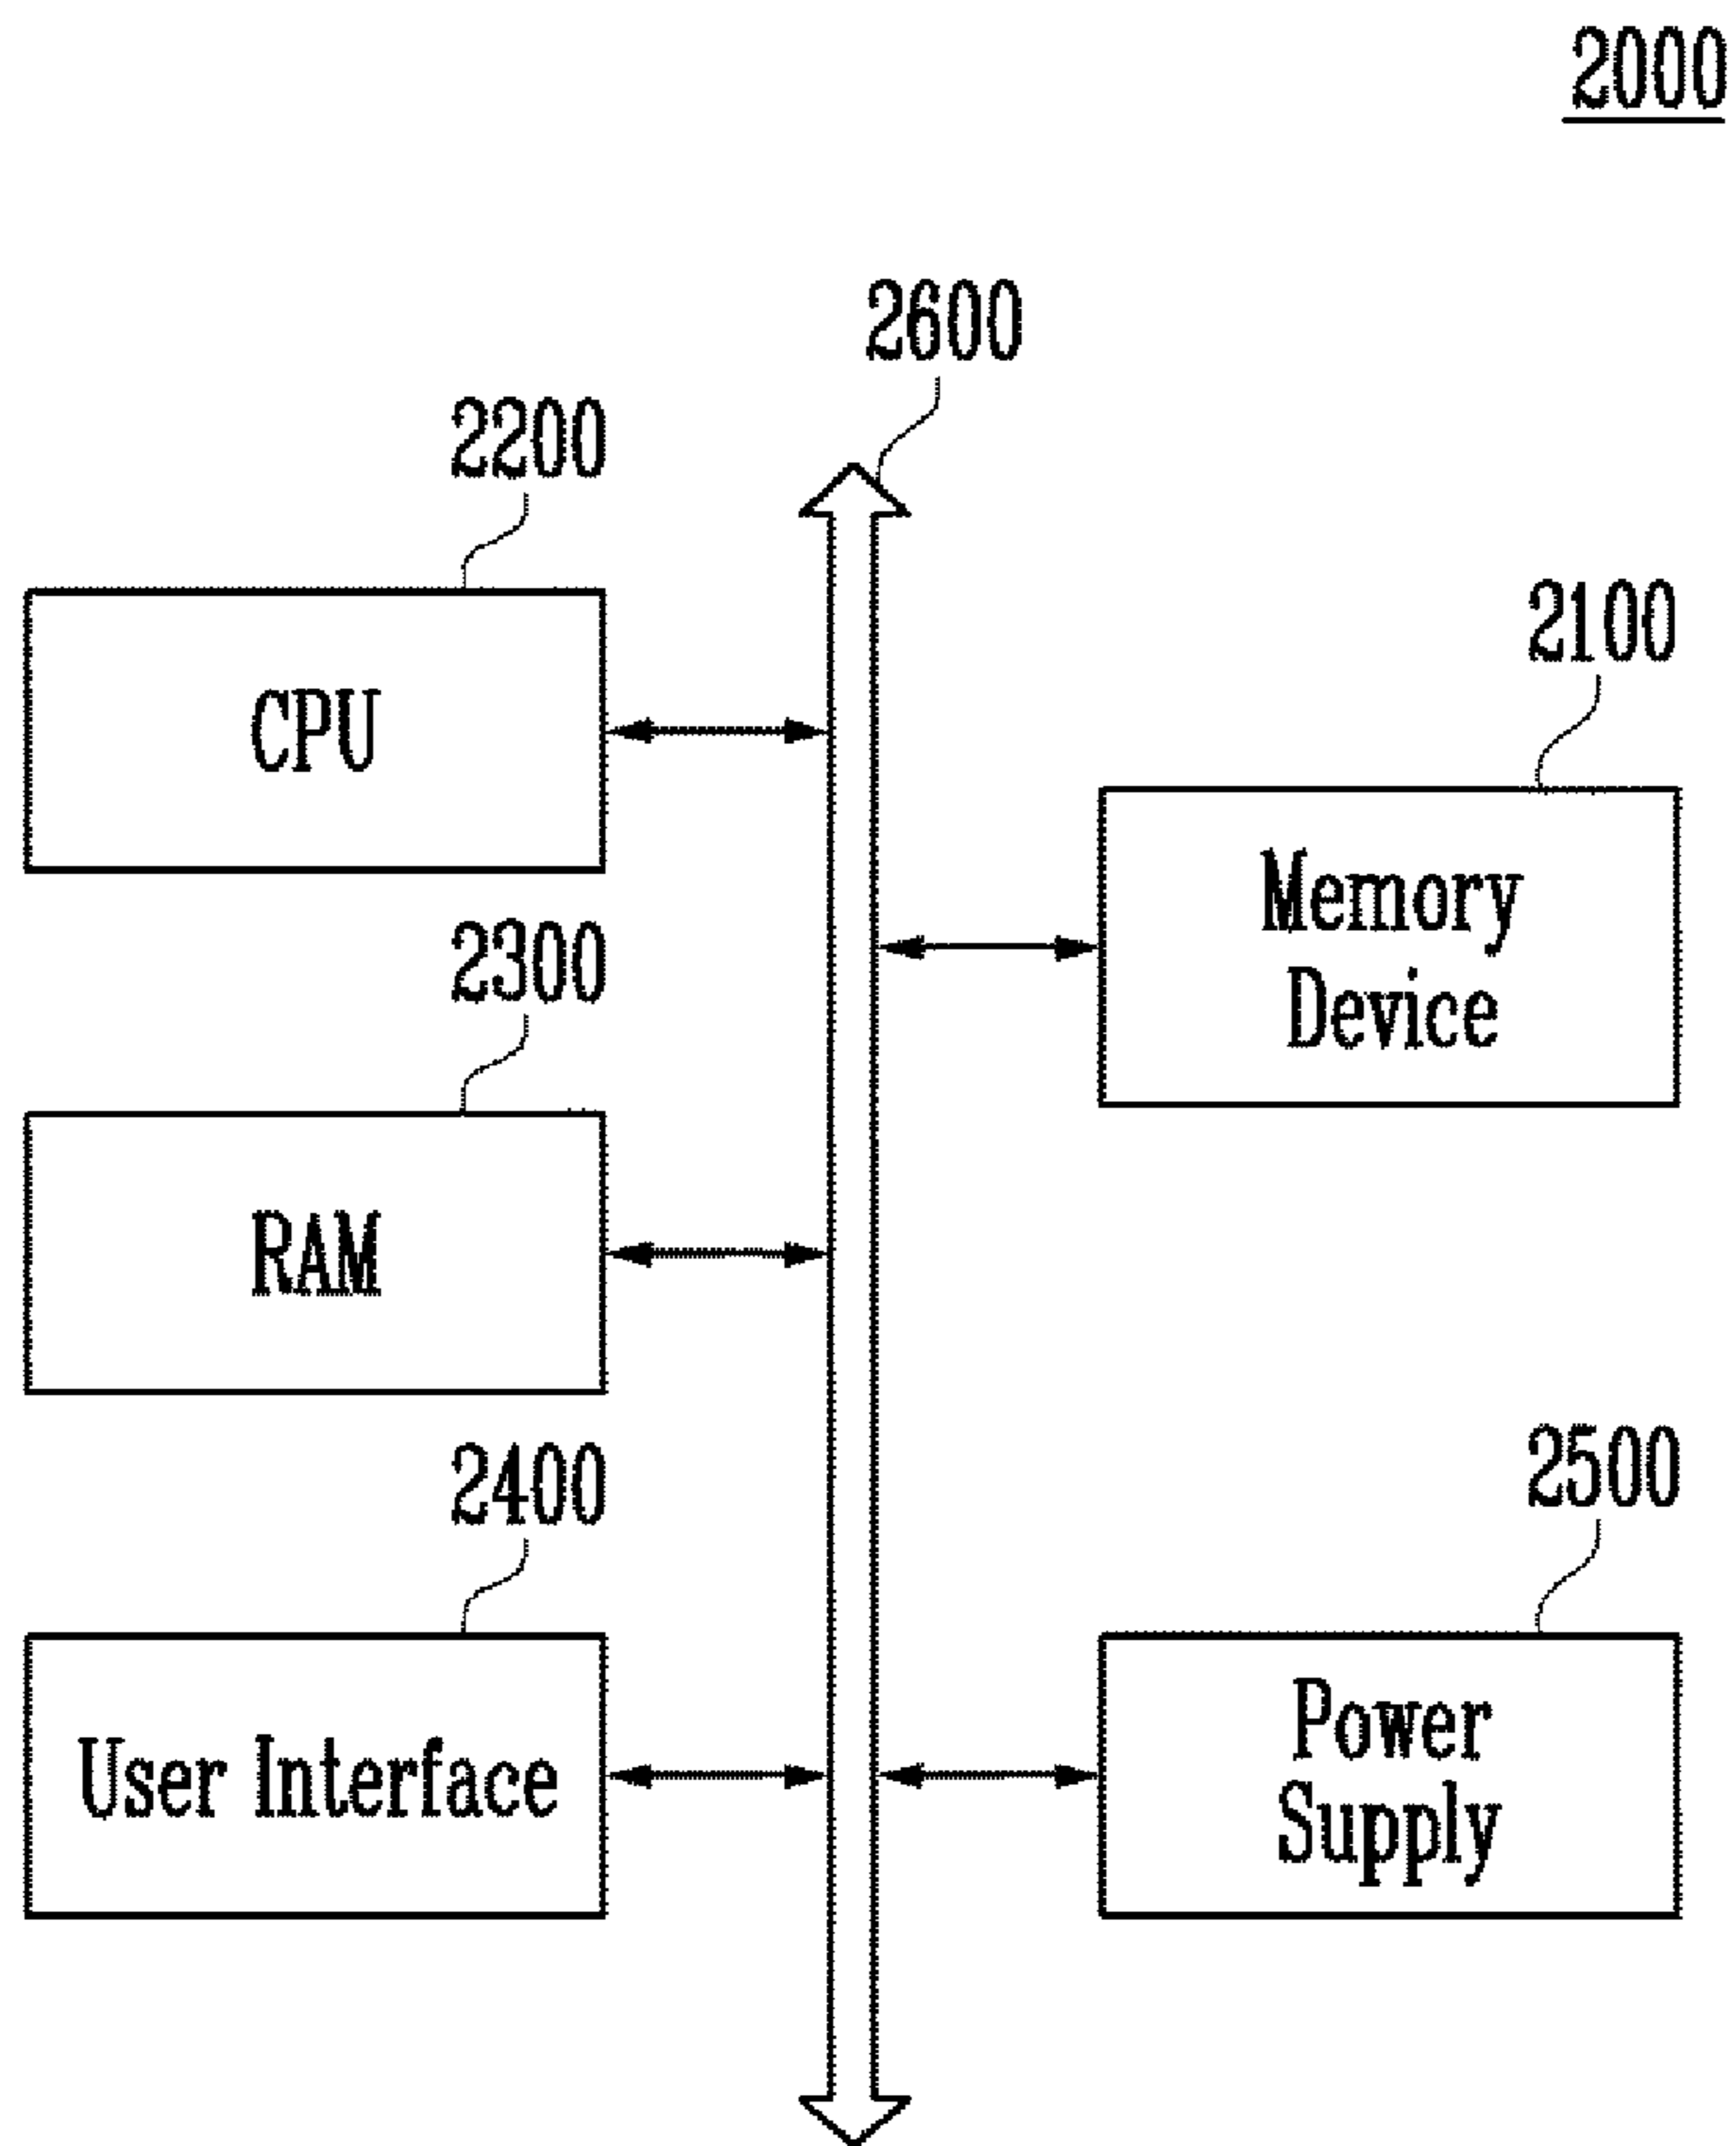 2000
2600
2200
CPU
2100
Memory
Device
2300
RAM
2400
User Interface
2500
Power
Supply